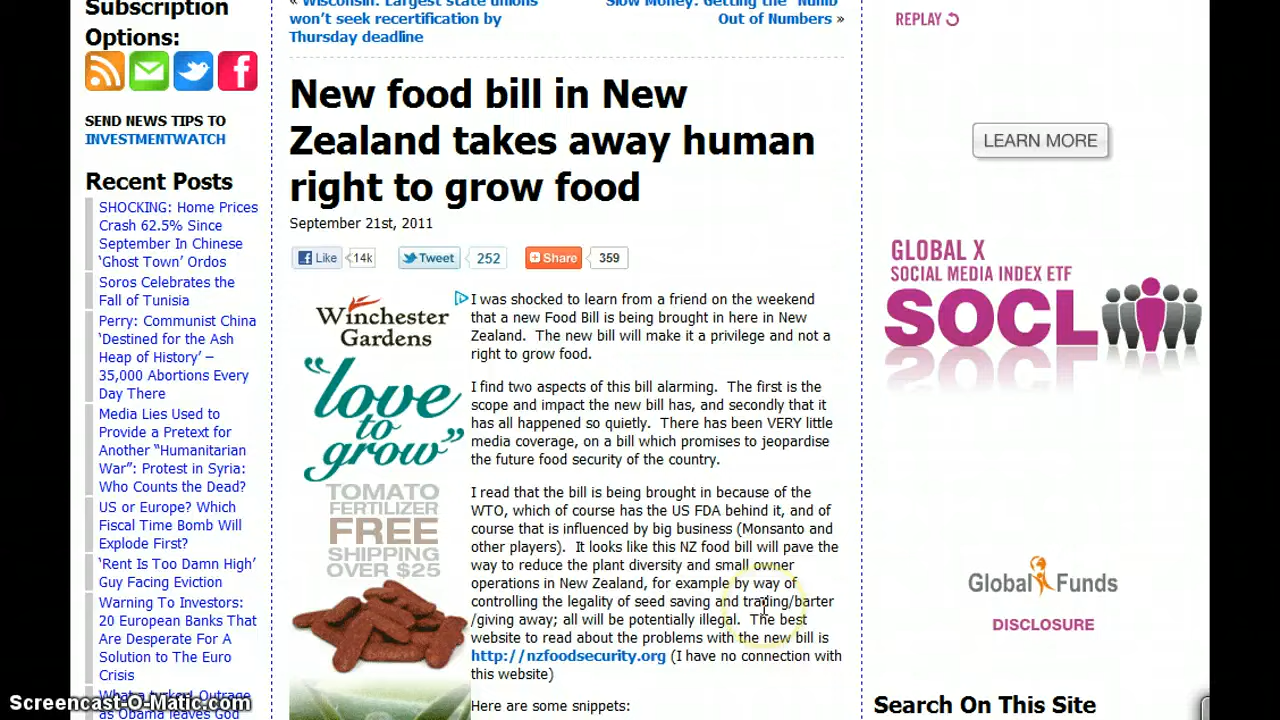 Subscription
Options:
SEND NEWS TIPS TO
INVESTMENTWATCH
Recent Posts
SHOCKING: Home Prices
Crash 62.5% Since
September In Chinese
‘Ghost Town’ Ordos
Soros Celebrates the
Fall of Tunisia
Perry: Communist China
‘Destined for the Ash
Heap of History’ –
35,000 Abortions Every
Day There
Media Lies Used to
Provide a Pretext for
Another “Humanitarian
War”: Protest in Syria:
Who Counts the Dead?
US or Europe? Which
Fiscal Time Bomb Will
Explode First?
‘Rent Is Too Damn High’
Guy Facing Eviction
Warning To Investors:
20 European Banks That
Are Desperate For A
Solution to The Euro
Crisis
as Obama leaves God
Screencast-O-Matic.com
« Wisconsin: Largest state unions
won’t seek recertification by
Thursday deadline
Slow Money: Getting the “Numb”
Out of Numbers »
New food bill in New
Zealand takes away human
right to grow food
September 21st, 2011
Like 14k
Tweet 252
Share 359
Winchester
Gardens
“love
to
grow”
TOMATO
FERTILIZER
FREE
SHIPPING
OVER $25
I was shocked to learn from a friend on the weekend
that a new Food Bill is being brought in here in New
Zealand. The new bill will make it a privilege and not a
right to grow food.
I find two aspects of this bill alarming. The first is the
scope and impact the new bill has, and secondly that it
has all happened so quietly. There has been VERY little
media coverage, on a bill which promises to jeopardise
the future food security of the country.
I read that the bill is being brought in because of the
WTO, which of course has the US FDA behind it, and of
course that is influenced by big business (Monsanto and
other players). It looks like this NZ food bill will pave the
way to reduce the plant diversity and small owner
operations in New Zealand, for example by way of
controlling the legality of seed saving and trading/barter
/giving away; all will be potentially illegal. The best
website to read about the problems with the new bill is
http://nzfoodsecurity.org (I have no connection with
this website)
Here are some snippets:
REPLAY
LEARN MORE
GLOBAL X
SOCIAL MEDIA INDEX ETF
SOCL
Global Funds
DISCLOSURE
Search On This Site